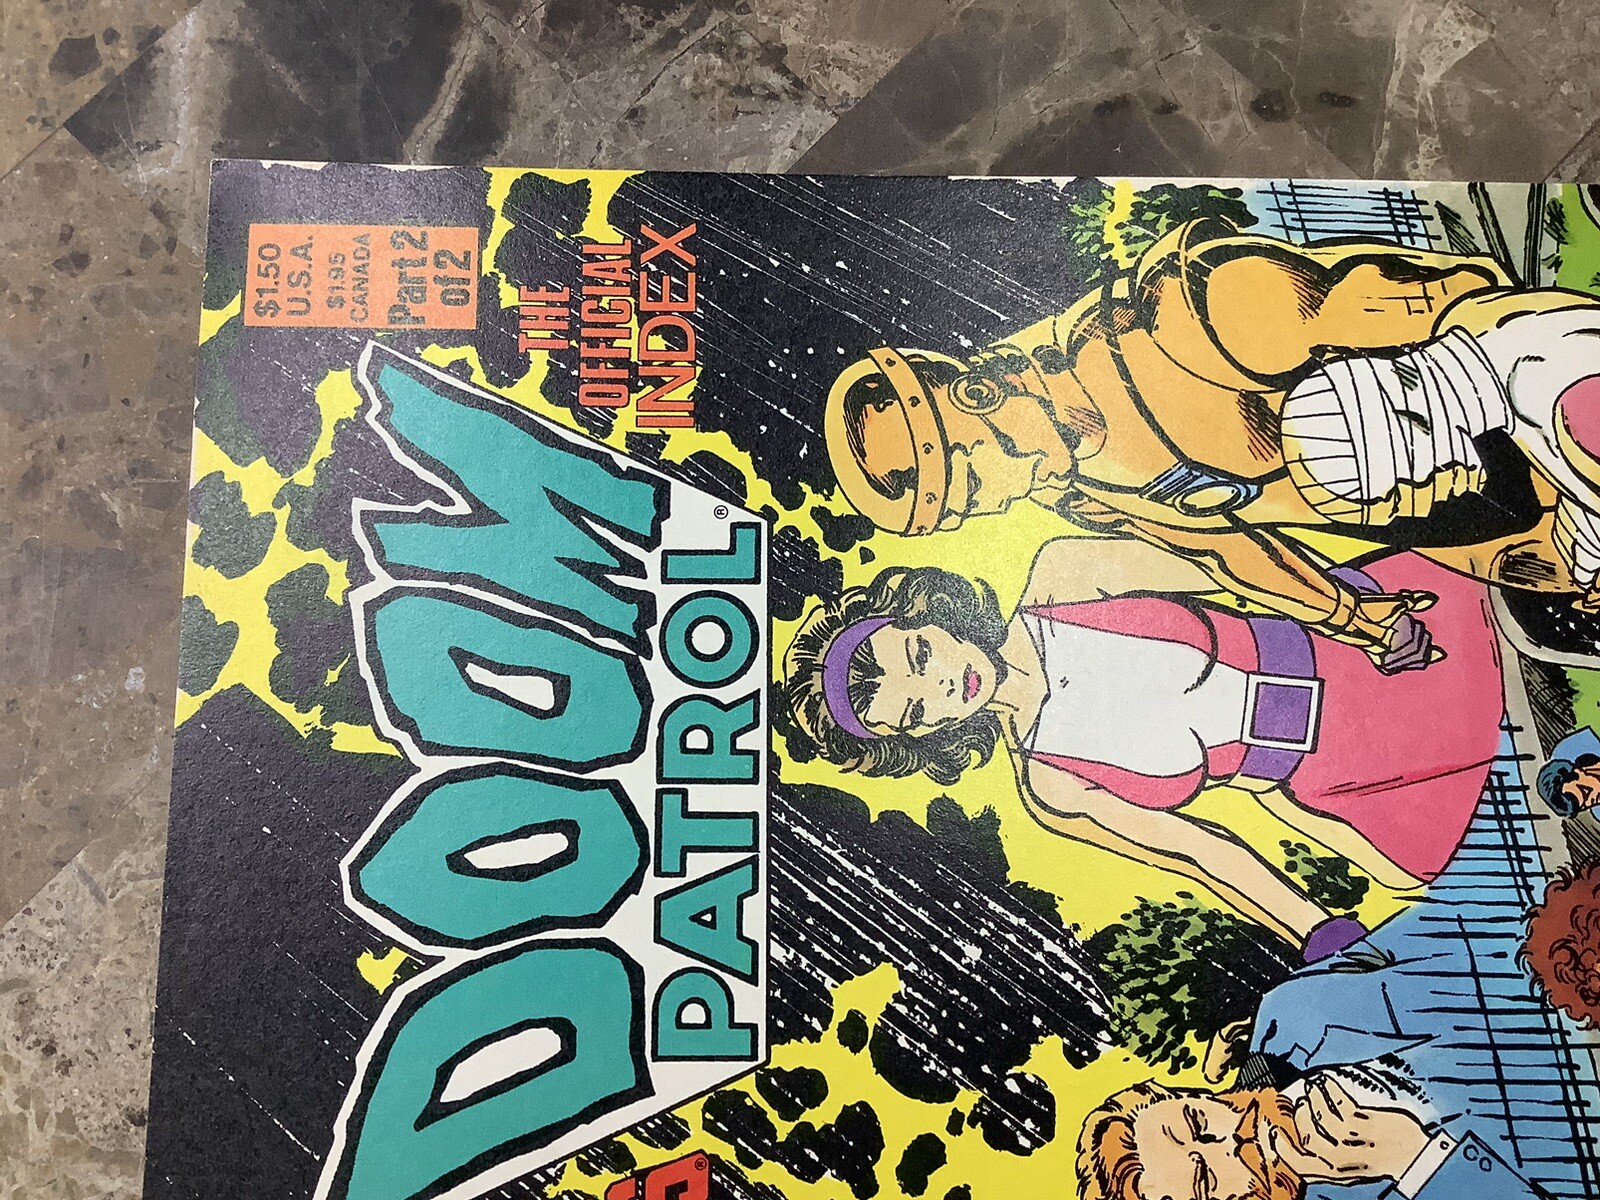 $1.50
U.S.A.
$1.95
CANADA
Part 2
of 2
THE
OFFICIAL
INDEX
DOOM
PATROL®